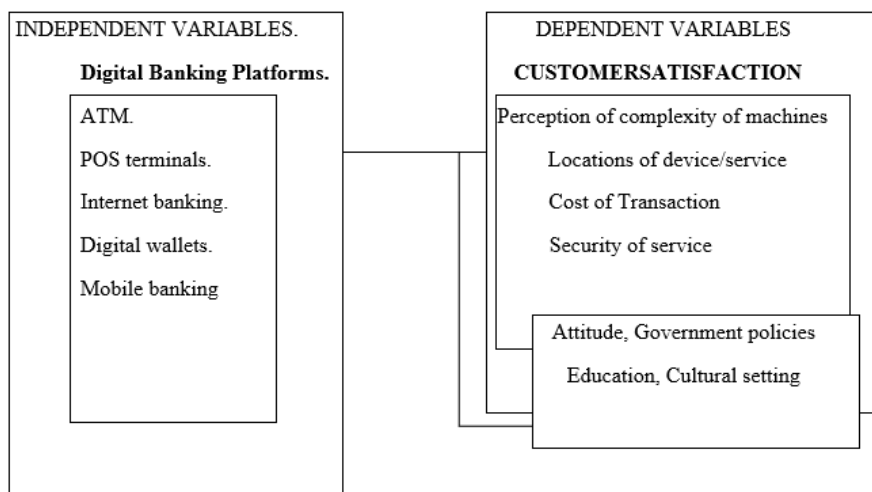 INDEPENDENT VARIABLES.
Digital Banking Platforms.
ATM.
POS terminals.
Internet banking.
Digital wallets.
Mobile banking
DEPENDENT VARIABLES
CUSTOMERSATISFACTION
Perception of complexity of machines
Locations of device/service
Cost of Transaction
Security of service
Attitude, Government policies
Education, Cultural setting